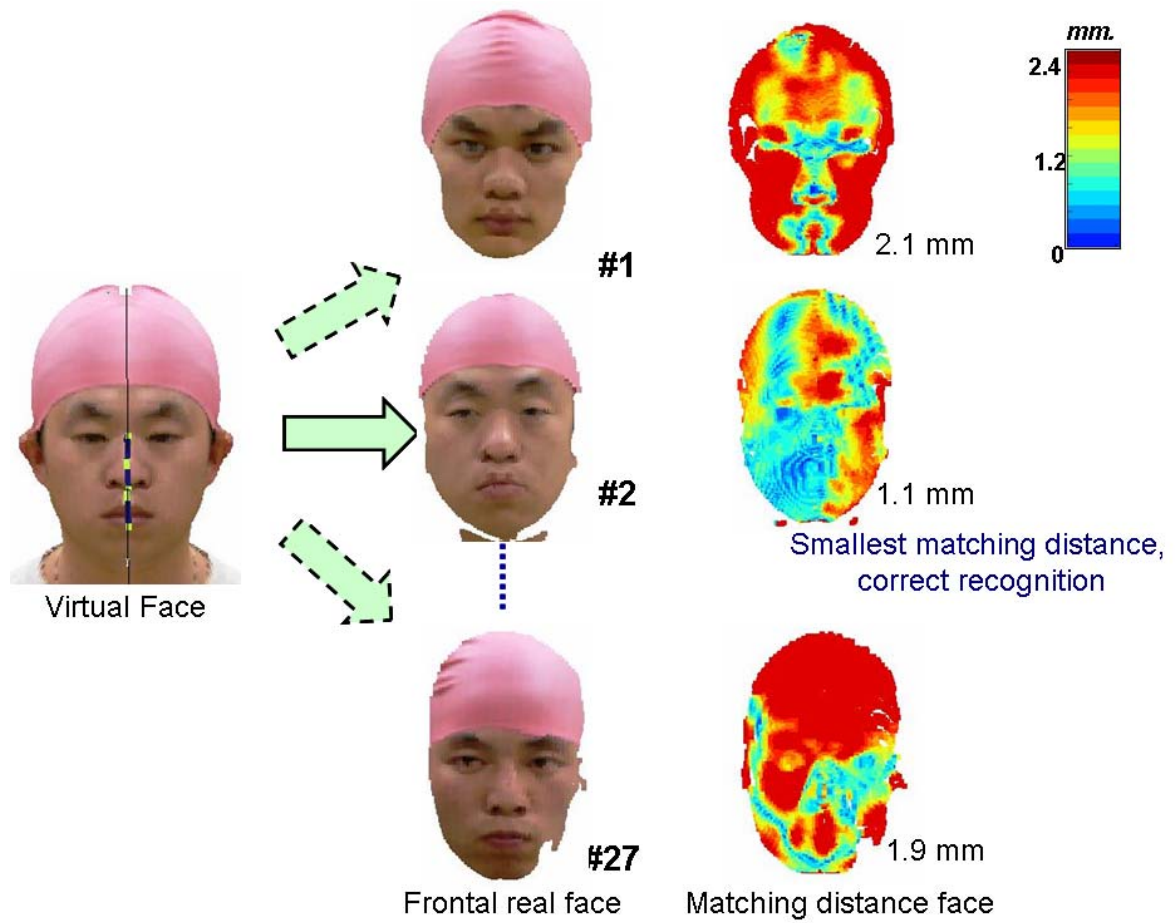 mm.
2.4
1.2
0
#1
2.1 mm
#2
1.1 mm
Smallest matching distance,
correct recognition
Virtual Face
#27
1.9 mm
Frontal real face
Matching distance face